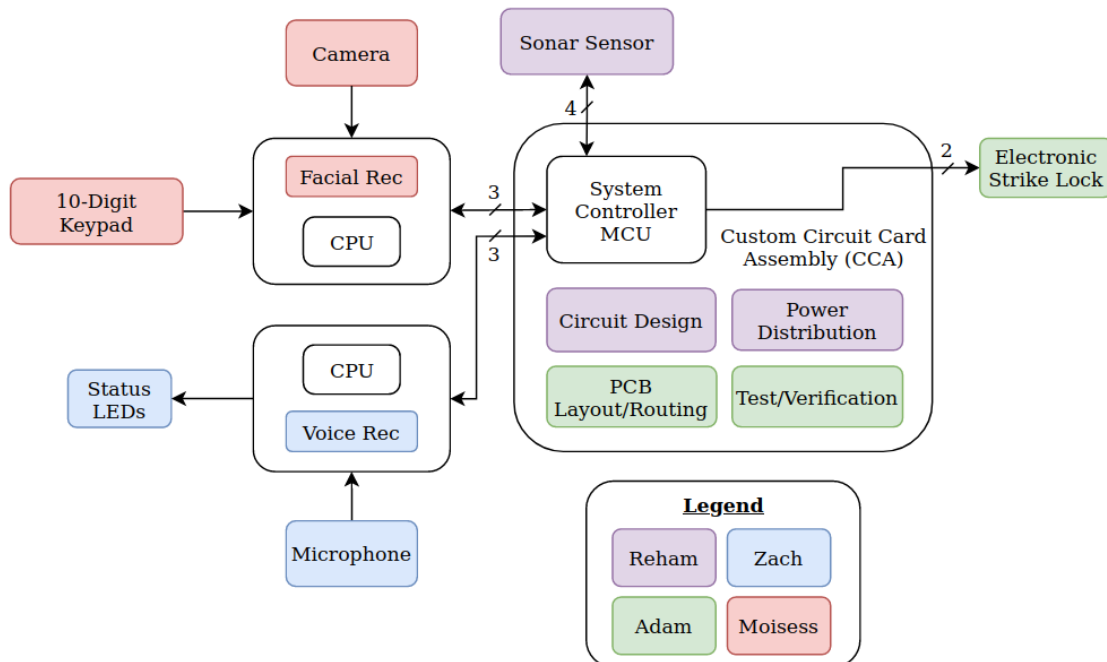 Camera
Sonar Sensor
4
2
Electronic
Strike Lock
Facial Rec
System
Controller
MCU
10-Digit
Keypad
3
CPU
3
Custom Circuit Card
Assembly (CCA)
Circuit Design
Power
Distribution
CPU
Status
LEDs
PCB
Layout/Routing
Test/Verification
Voice Rec
Microphone
Legend
Reham
Zach
Adam
Moisess